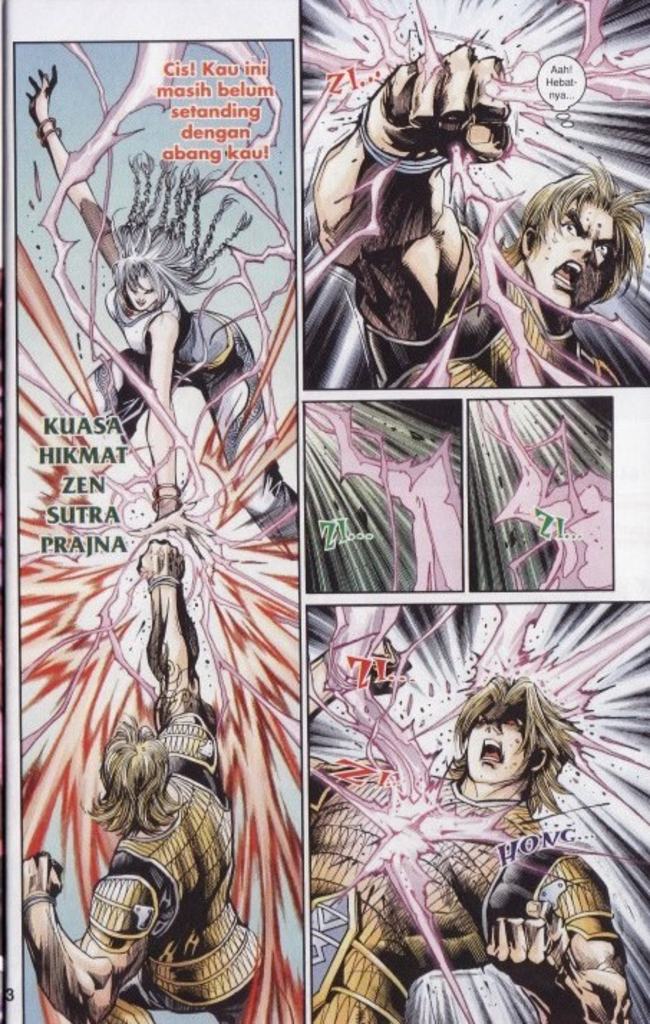 Cis! Kau ini
masih belum
setanding
dengan
abang kau!
KUASA
HIKMAT
ZEN
SUTRA
PRAJNA
ZI...
Aah!
Hebat-
nya...
ZI...
ZI...
ZI...
ZI...
HONG...
3